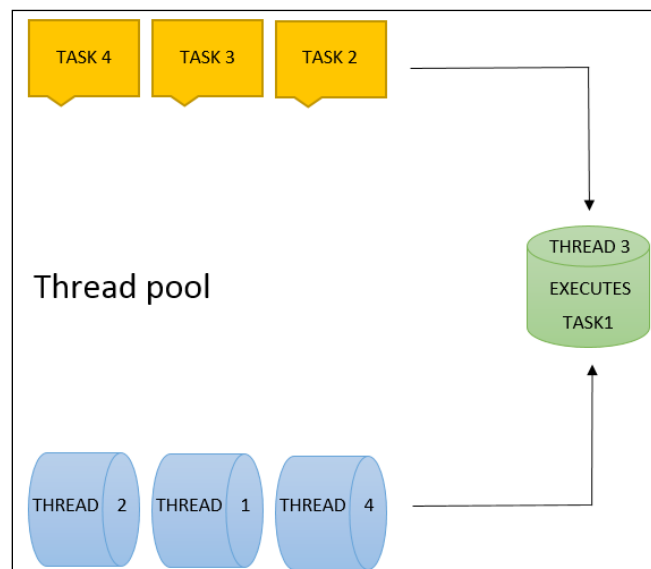 TASK 4 TASK 3 TASK 2
THREAD 3
EXECUTES
TASK1
Thread pool
THREAD 2 THREAD 1 THREAD 4